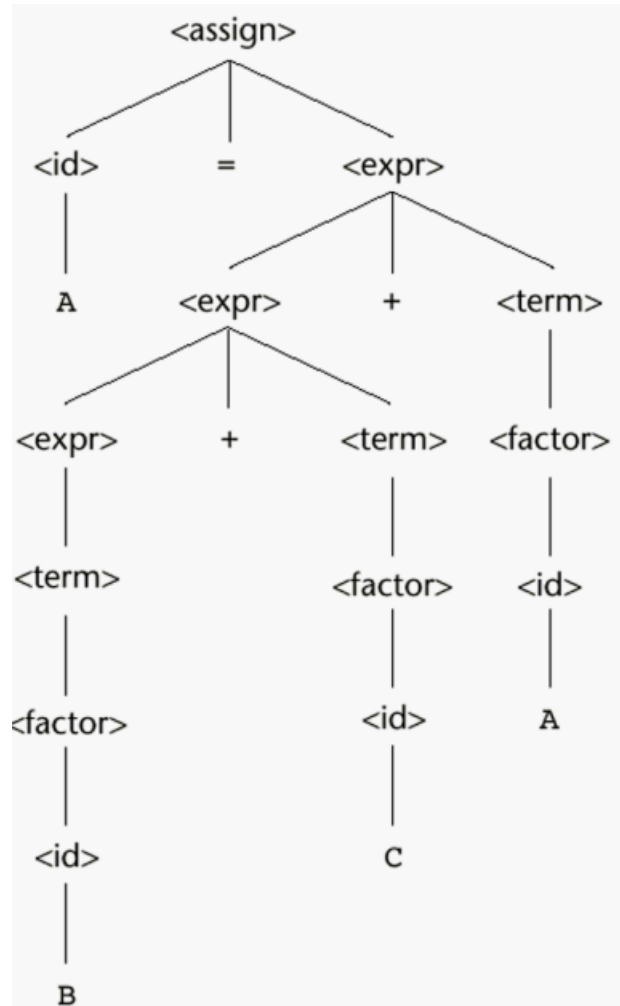 <assign>
<id> = <expr>
A <expr> + <term>
<expr> + <term> <factor>
<term> <factor> <id>
<factor> <id> A
<id> C
B